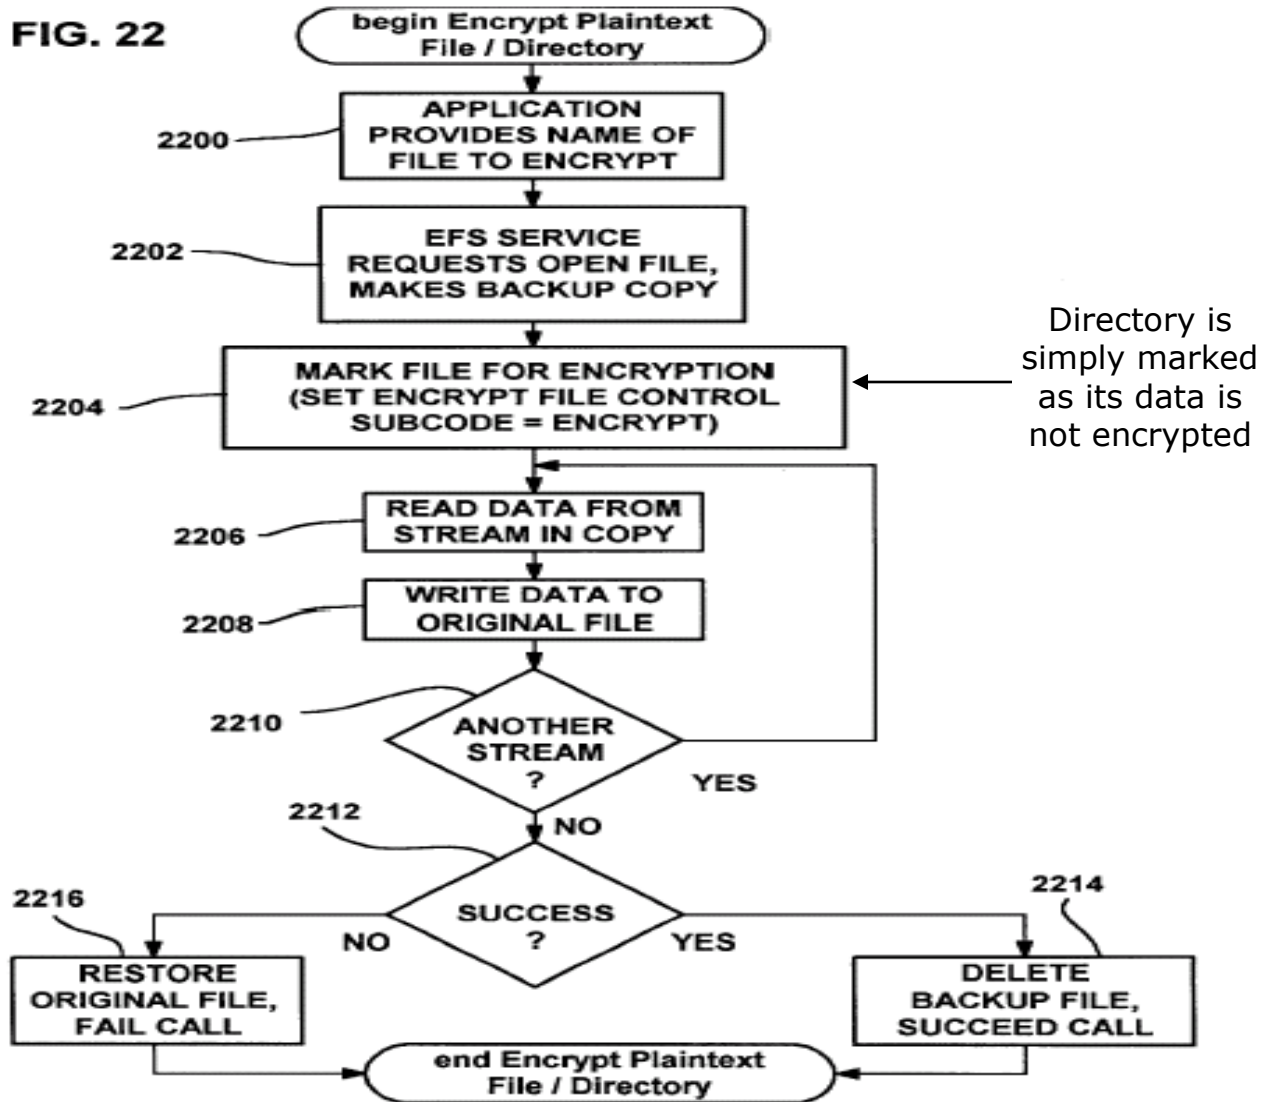 FIG. 22
begin Encrypt Plaintext
File / Directory
2200
APPLICATION
PROVIDES NAME OF
FILE TO ENCRYPT
2202
EFS SERVICE
REQUESTS OPEN FILE,
MAKES BACKUP COPY
2204
MARK FILE FOR ENCRYPTION
(SET ENCRYPT FILE CONTROL
SUBCODE = ENCRYPT)
Directory is
simply marked
as its data is
not encrypted
2206
READ DATA FROM
STREAM IN COPY
2208
WRITE DATA TO
ORIGINAL FILE
2210
ANOTHER
STREAM
?
YES
NO
2212
SUCCESS
?
NO
YES
2216
RESTORE
ORIGINAL FILE,
FAIL CALL
2214
DELETE
BACKUP FILE,
SUCCEED CALL
end Encrypt Plaintext
File / Directory